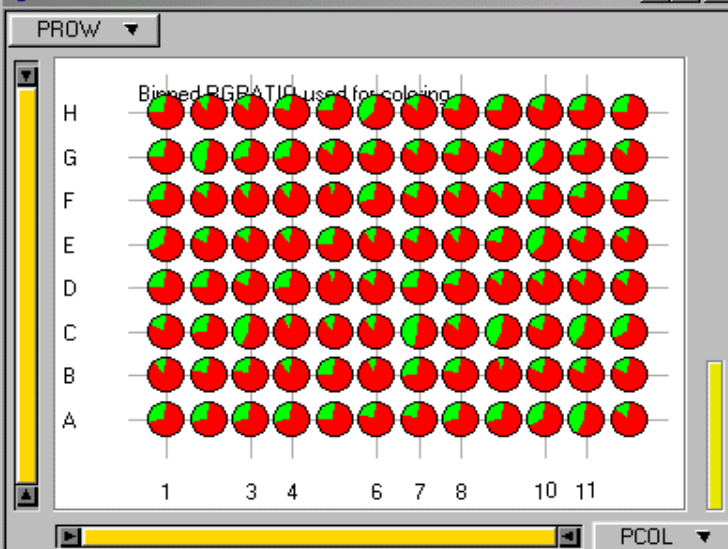 PROW
Binned RGRATIO used for coloring
H
G
F
E
D
C
B
A
1 3 4 6 7 8 10 11
PCOL